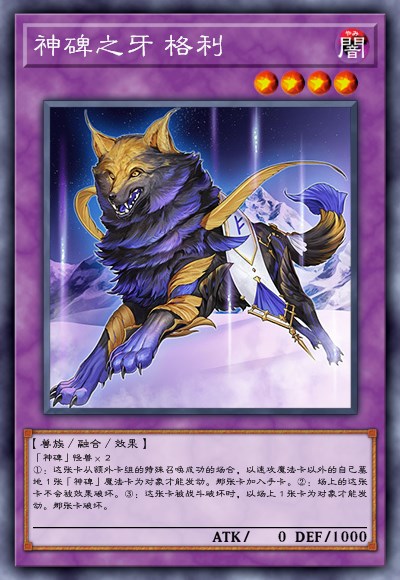 神碑之牙 格利
闇
やみ
【兽族／融合／效果】
「神碑」怪兽×2
①：这张卡从额外卡组的特殊召唤成功的场合，以速攻魔法卡以外的自己墓
地1张「神碑」魔法卡为对象才能发动。那张卡加入手卡。②：场上的这张
卡不会被效果破坏。③：这张卡被战斗破坏时，以场上1张卡为对象才能发
动。那张卡破坏。
ATK/ 0 DEF/1000